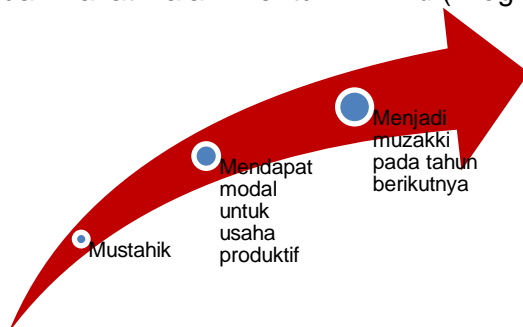 Mustahik
Mendapat
modal
untuk
usaha
produktif
Menjadi
muzakki
pada tahun
berikutnya